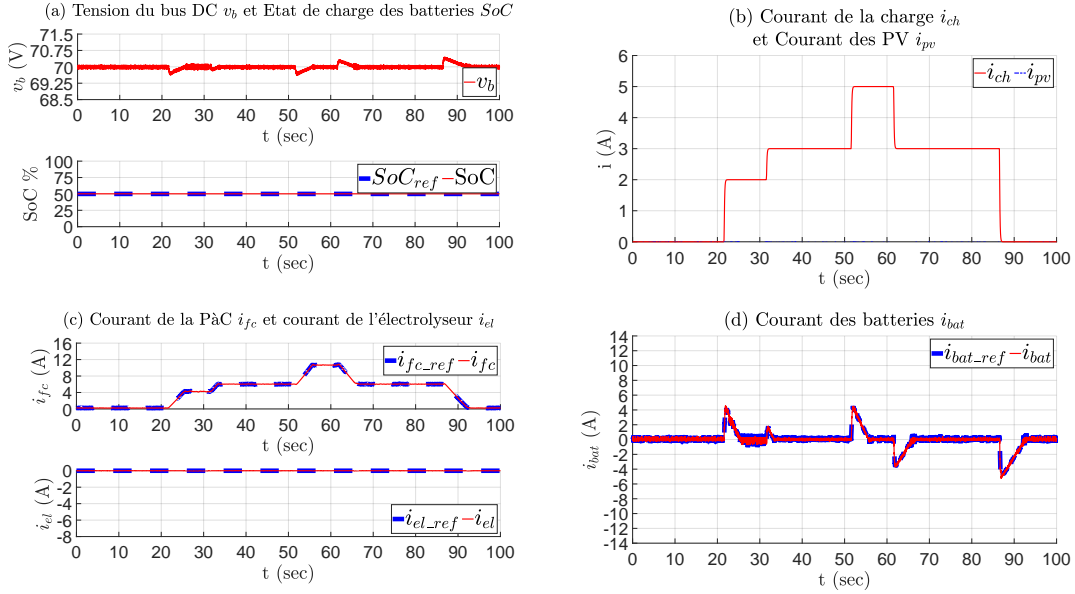 (a) Tension du bus DC v_b et Etat de charge des batteries SoC
71.5
70.75
70
69.25
68.5
v_b (V)
v_b
0 10 20 30 40 50 60 70 80 90 100
t (sec)
100
75
50
25
0
SoC %
SoC_ref SoC
0 10 20 30 40 50 60 70 80 90 100
t (sec)
(b) Courant de la charge i_ch
et Courant des PV i_pv
6
5
4
3
2
1
0
i (A)
i_ch i_pv
0 10 20 30 40 50 60 70 80 90 100
t (sec)
(c) Courant de la PàC i_fc et courant de l'électrolyseur i_el
16
12
8
4
0
i_fc (A)
i_fc_ref i_fc
0 10 20 30 40 50 60 70 80 90 100
t (sec)
0
-2
-4
-6
-8
i_el (A)
i_el_ref i_el
0 10 20 30 40 50 60 70 80 90 100
t (sec)
(d) Courant des batteries i_bat
14
12
10
8
6
4
2
0
-2
-4
-6
-8
-10
-12
-14
i_bat (A)
i_bat_ref i_bat
0 10 20 30 40 50 60 70 80 90 100
t (sec)